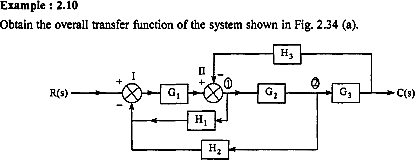 Example : 2.10
Obtain the overall transfer function of the system shown in Fig. 2.34 (a).
H3
I
II
+ + 1 2
R(s) G1 − G2 G3 C(s)
−
H1
H2